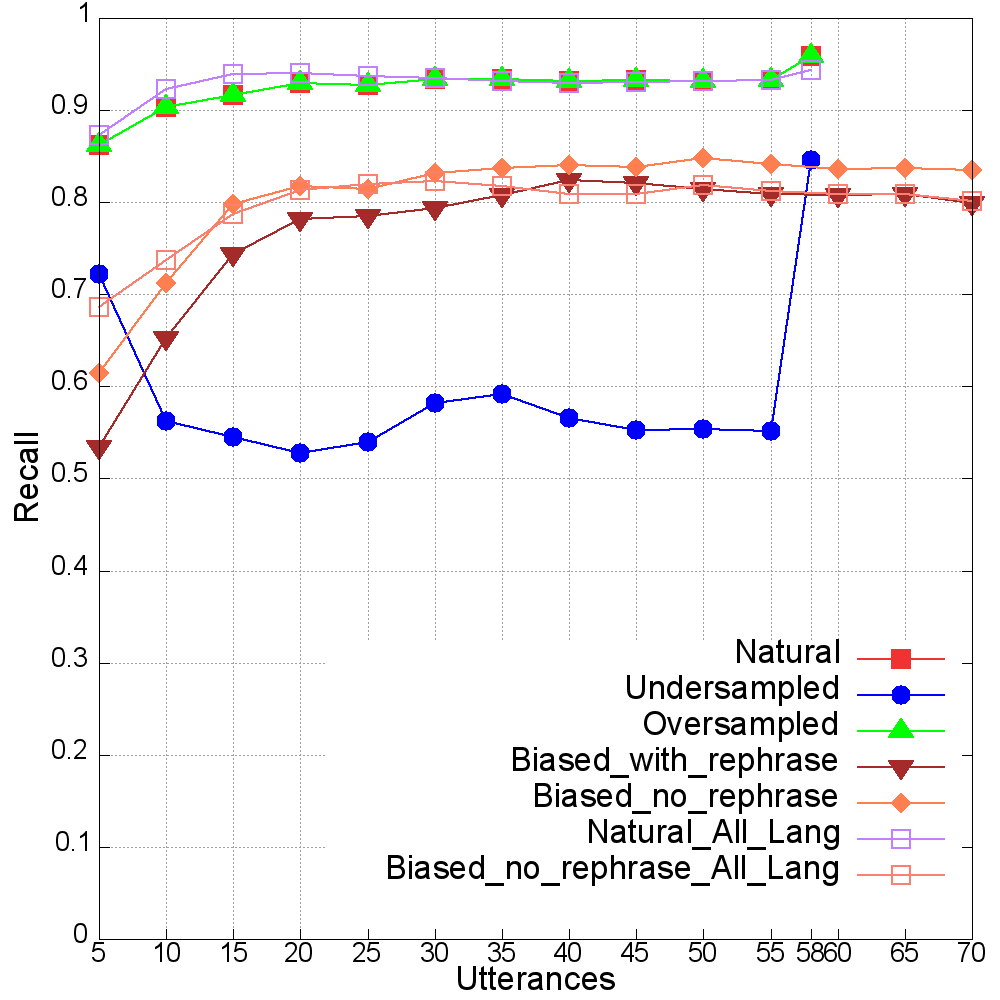 1
0.9
0.8
0.7
0.6
0.5
0.4
0.3
0.2
0.1
0
Recall
Natural
Undersampled
Oversampled
Biased_with_rephrase
Biased_no_rephrase
Natural_All_Lang
Biased_no_rephrase_All_Lang
5 10 15 20 25 30 35 40 45 50 55 58 60 65 70
Utterances